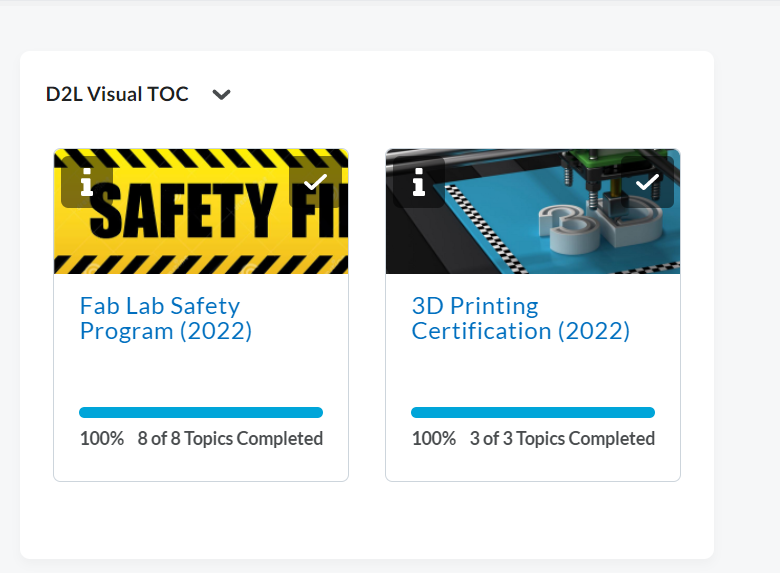 D2L Visual TOC
SAFETY FI
3D
Fab Lab Safety
Program (2022)
3D Printing
Certification (2022)
100% 8 of 8 Topics Completed
100% 3 of 3 Topics Completed